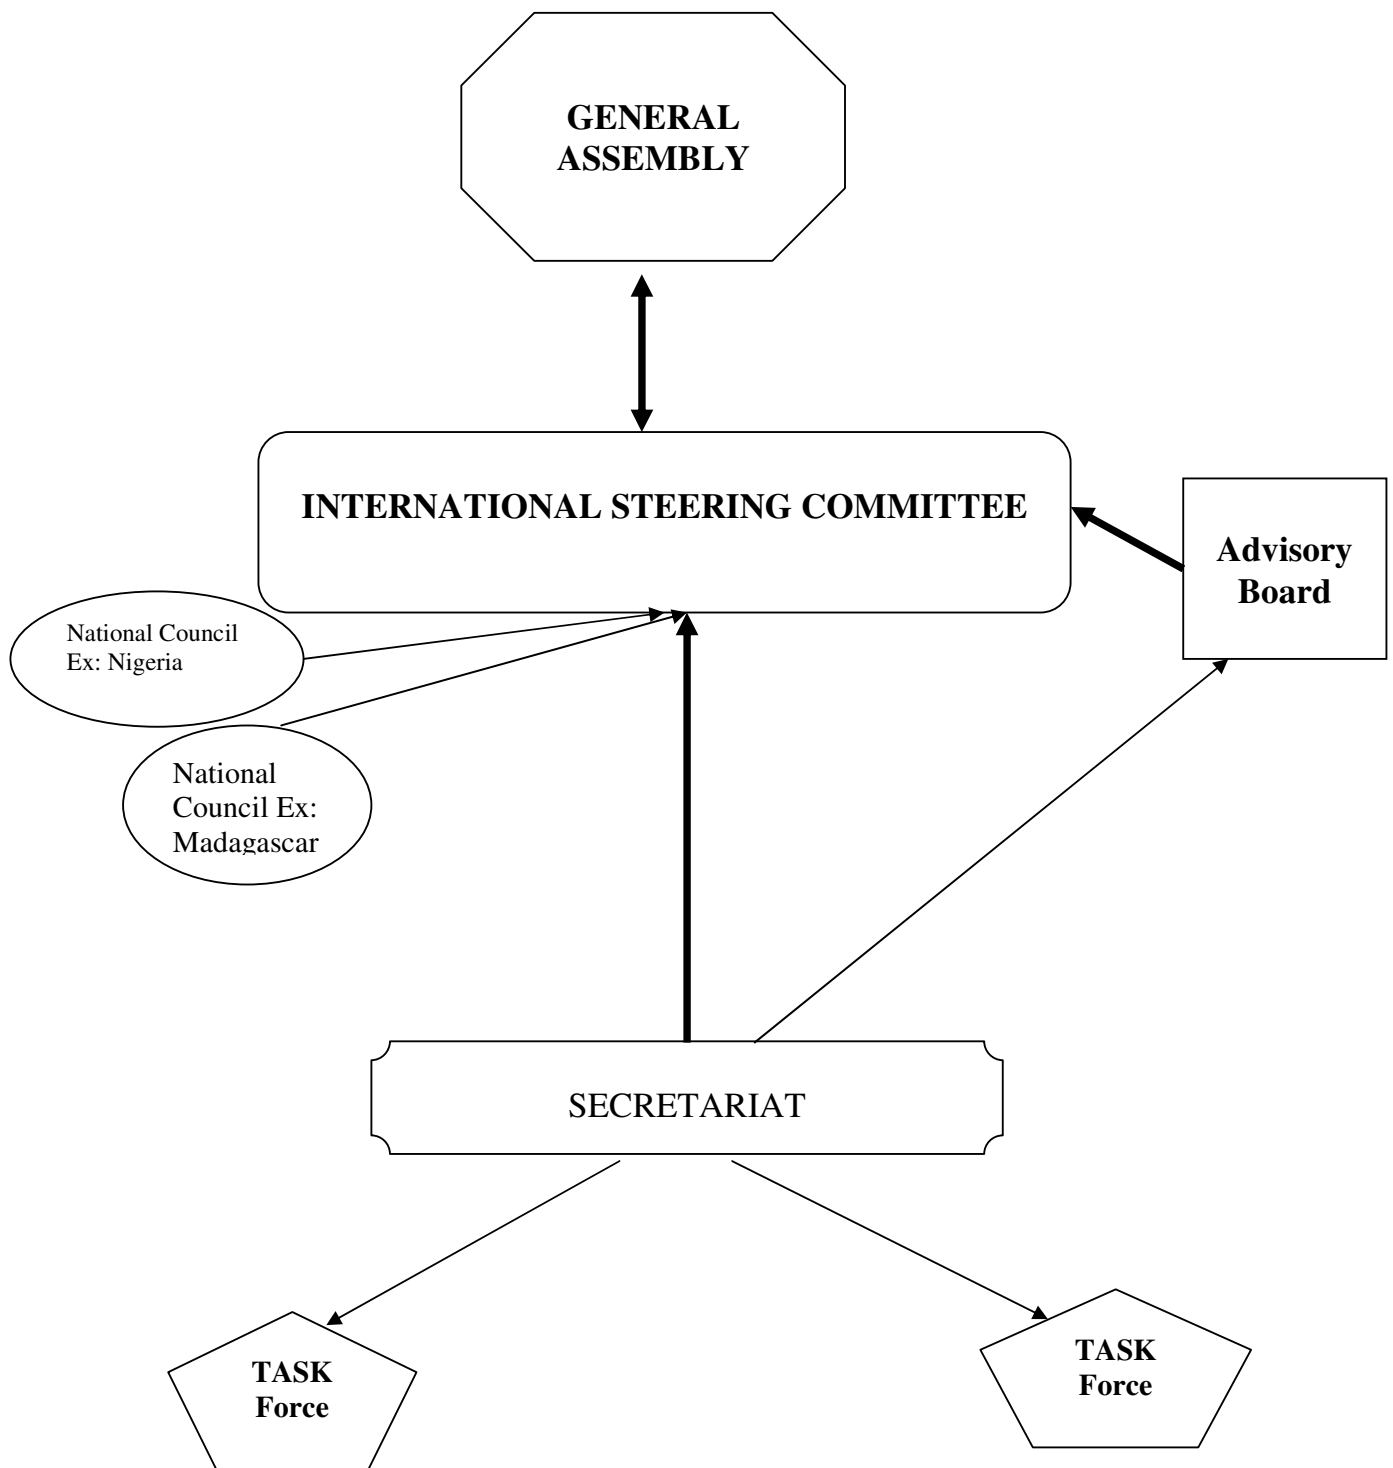 GENERAL
ASSEMBLY
INTERNATIONAL STEERING COMMITTEE
Advisory
Board
National Council
Ex: Nigeria
National
Council Ex:
Madagascar
SECRETARIAT
TASK
Force
TASK
Force